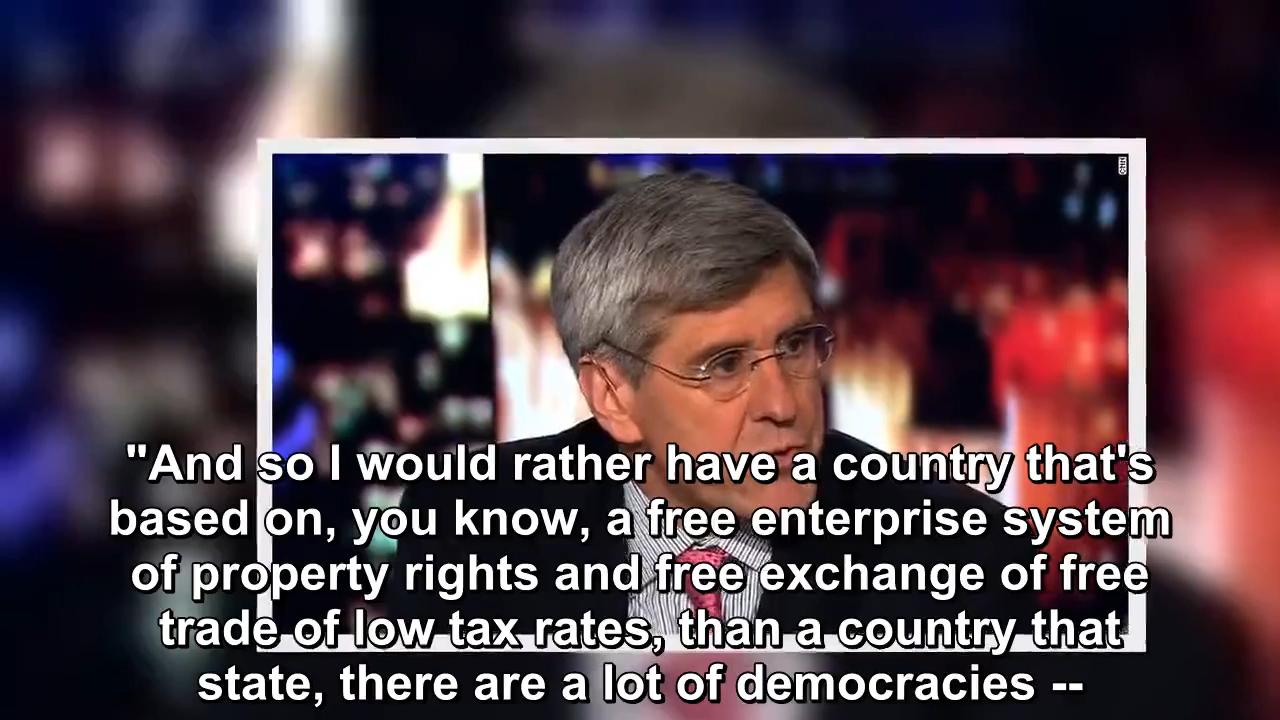 CNN
"And so I would rather have a country that's
based on, you know, a free enterprise system
of property rights and free exchange of free
trade of low tax rates, than a country that
state, there are a lot of democracies --